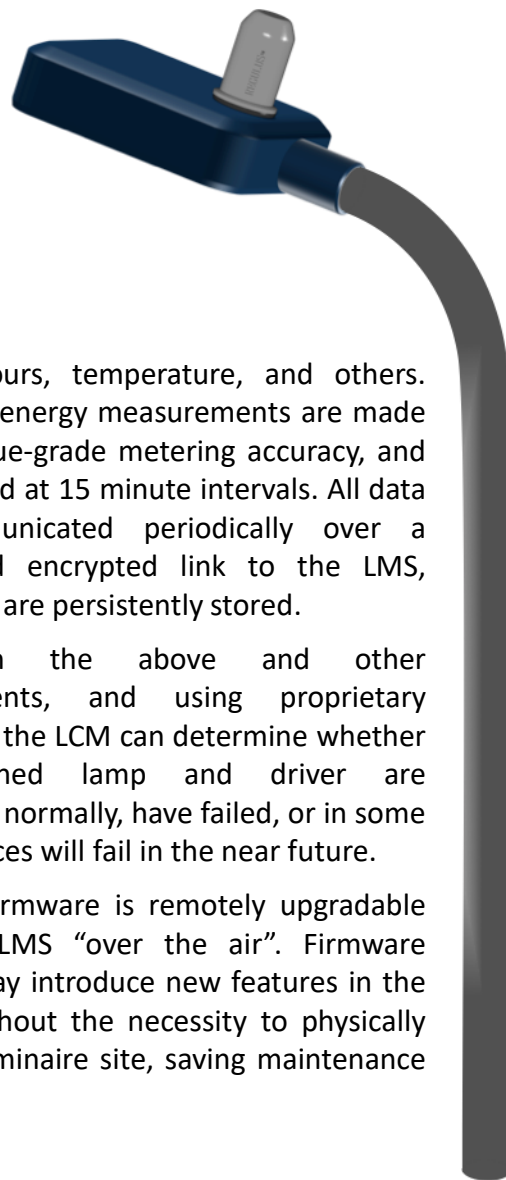 ours, temperature, and others.
energy measurements are made
ue-grade metering accuracy, and
d at 15 minute intervals. All data
unicated periodically over a
d encrypted link to the LMS,
are persistently stored.
n the above and other
ents, and using proprietary
the LCM can determine whether
ned lamp and driver are
normally, have failed, or in some
ces will fail in the near future.
rmware is remotely upgradable
LMS “over the air”. Firmware
ay introduce new features in the
hout the necessity to physically
minaire site, saving maintenance